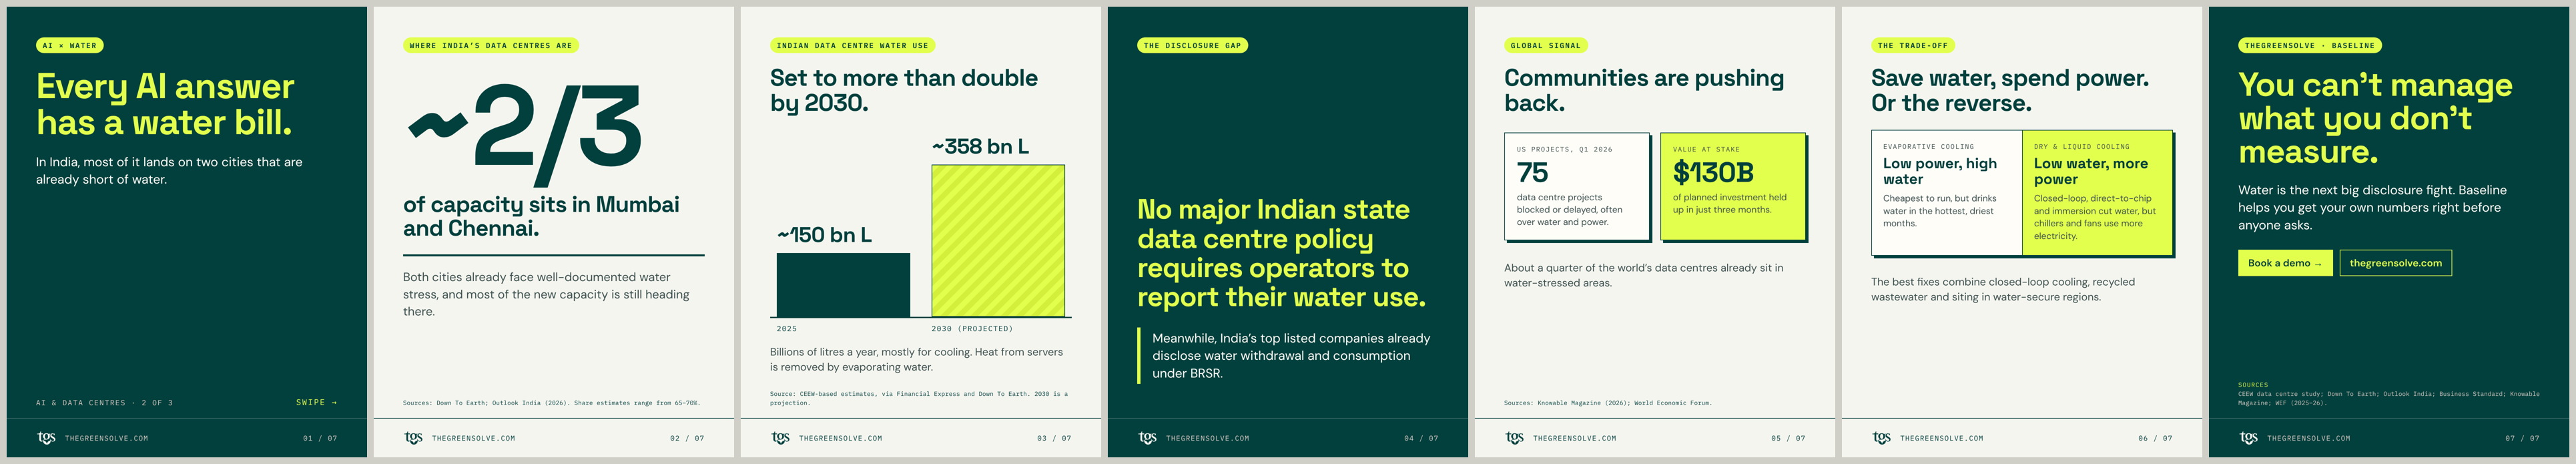 AI × WATER
Every AI answer
has a water bill.
In India, most of it lands on two cities that are
already short of water.
AI & DATA CENTRES · 2 OF 3
SWIPE →
tgs THEGREENSOLVE.COM
01 / 07
WHERE INDIA’S DATA CENTRES ARE
~2/3
of capacity sits in Mumbai
and Chennai.
Both cities already face well-documented water
stress, and most of the new capacity is still heading
there.
Sources: Down To Earth; Outlook India (2026). Share estimates range from 65–70%.
tgs THEGREENSOLVE.COM
02 / 07
INDIAN DATA CENTRE WATER USE
Set to more than double
by 2030.
~358 bn L
~150 bn L
2025
2030 (PROJECTED)
Billions of litres a year, mostly for cooling. Heat from servers
is removed by evaporating water.
Source: CEEW-based estimates, via Financial Express and Down To Earth. 2030 is a
projection.
tgs THEGREENSOLVE.COM
03 / 07
THE DISCLOSURE GAP
No major Indian state
data centre policy
requires operators to
report their water use.
Meanwhile, India’s top listed companies already
disclose water withdrawal and consumption
under BRSR.
tgs THEGREENSOLVE.COM
04 / 07
GLOBAL SIGNAL
Communities are pushing
back.
US PROJECTS, Q1 2026
75
data centre projects
blocked or delayed, often
over water and power.
VALUE AT STAKE
$130B
of planned investment held
up in just three months.
About a quarter of the world’s data centres already sit in
water-stressed areas.
Sources: Knowable Magazine (2026); World Economic Forum.
tgs THEGREENSOLVE.COM
05 / 07
THE TRADE-OFF
Save water, spend power.
Or the reverse.
EVAPORATIVE COOLING
Low power, high
water
Cheapest to run, but drinks
water in the hottest, driest
months.
DRY & LIQUID COOLING
Low water, more
power
Closed-loop, direct-to-chip
and immersion cut water, but
chillers and fans use more
electricity.
The best fixes combine closed-loop cooling, recycled
wastewater and siting in water-secure regions.
tgs THEGREENSOLVE.COM
06 / 07
THEGREENSOLVE · BASELINE
You can’t manage
what you don’t
measure.
Water is the next big disclosure fight. Baseline
helps you get your own numbers right before
anyone asks.
Book a demo →
thegreensolve.com
SOURCES
CEEW data centre study; Down To Earth; Outlook India; Business Standard; Knowable
Magazine; WEF (2025–26).
tgs THEGREENSOLVE.COM
07 / 07